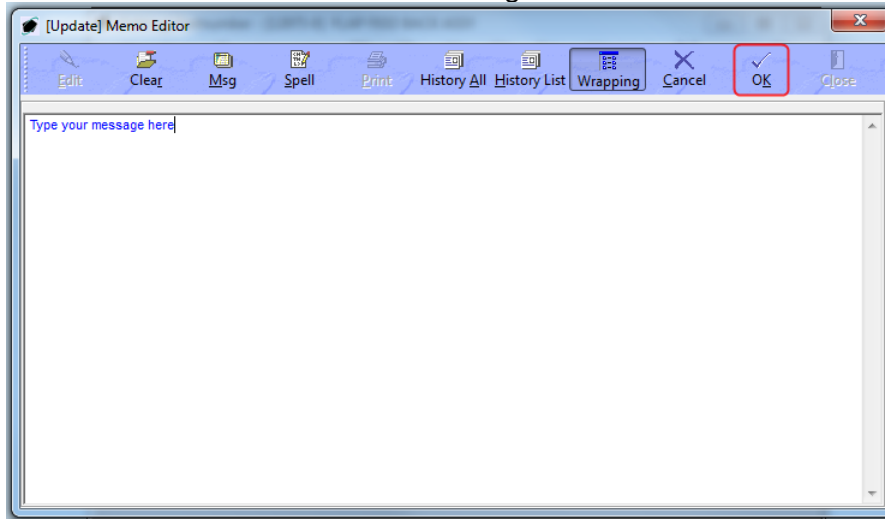 [Update] Memo Editor
Edit Clear Msg Spell Print History All History List Wrapping Cancel OK Close
Type your message here